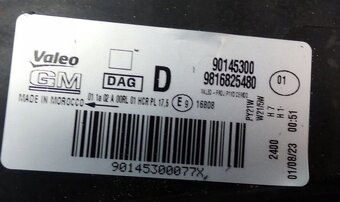 Valeo
GM
DAG
D
90145300
9816825480
01
MADE IN MOROCCO
01 1a 02 A 00RL 01 HCR PL 17,5
E9
16808
PY21W
W21/5W
H7
H1
2400
00:51
01/08/23
90145300077X